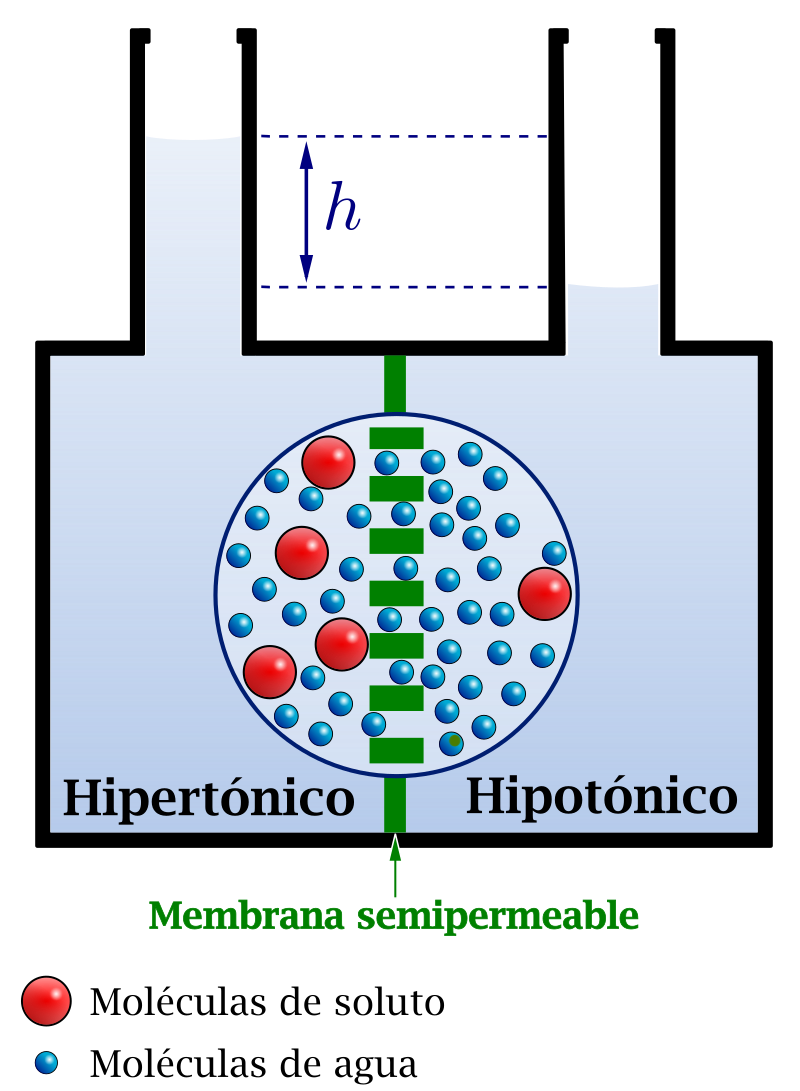 h
Hipertónico
Hipotónico
Membrana semipermeable
Moléculas de soluto
Moléculas de agua